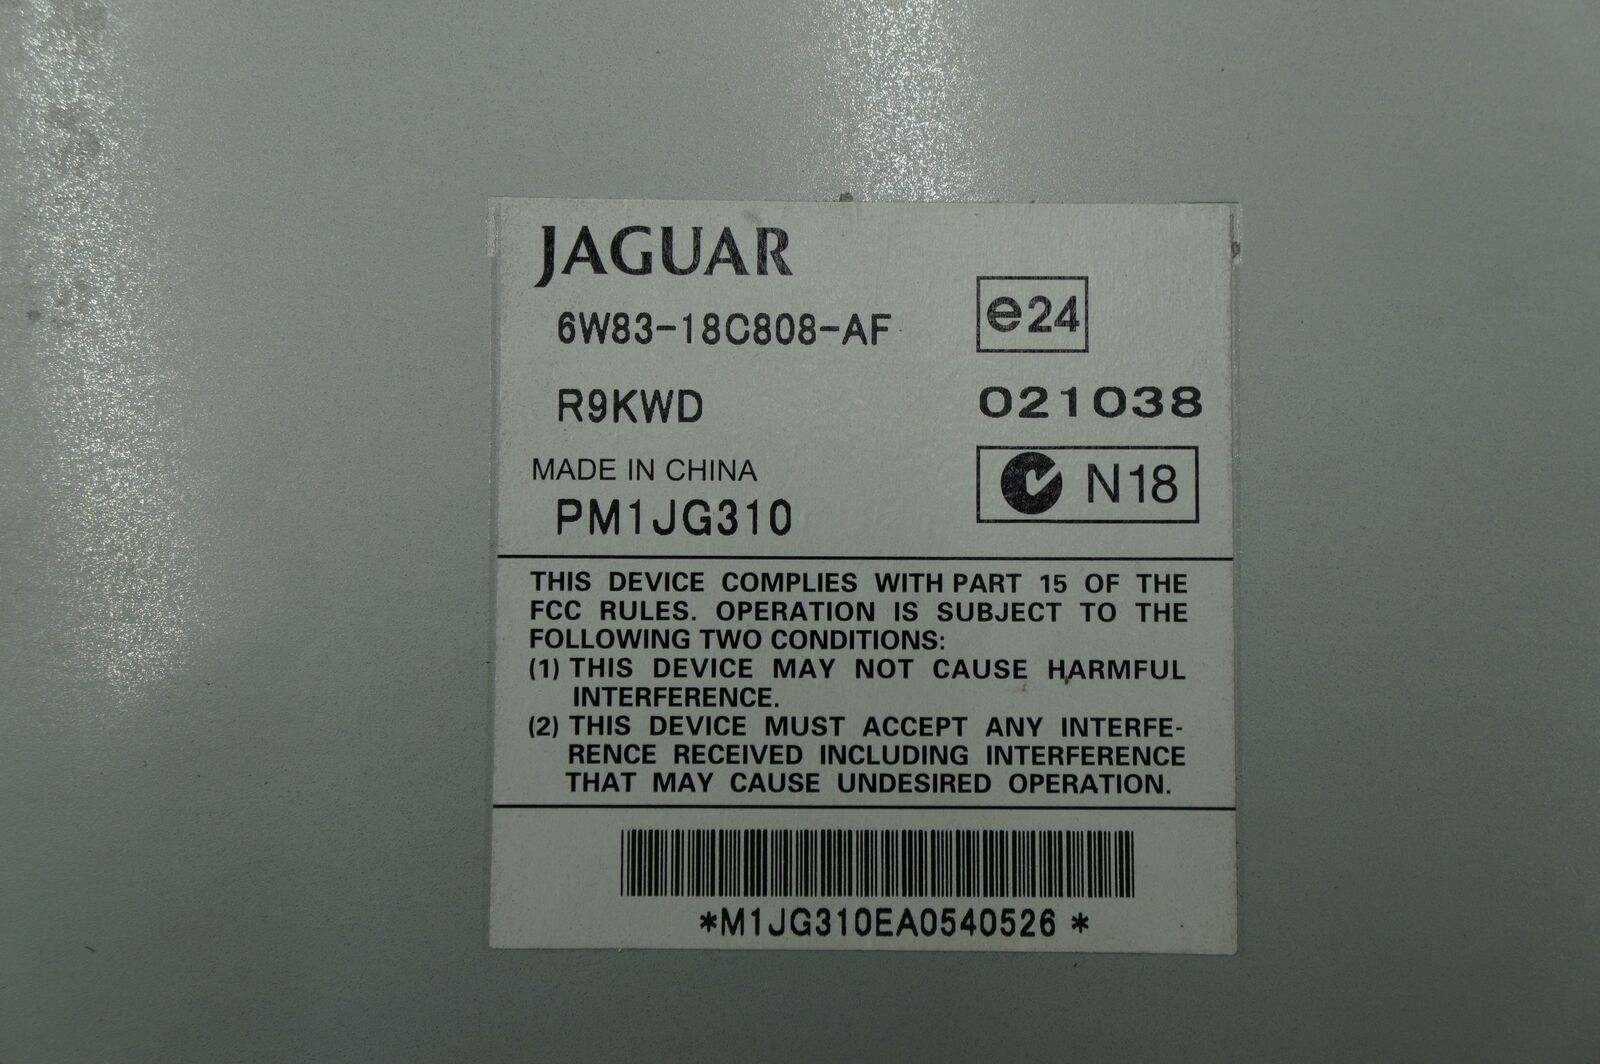 JAGUAR
6W83-18C808-AF
e24
R9KWD
021038
MADE IN CHINA
N18
PM1JG310
THIS DEVICE COMPLIES WITH PART 15 OF THE
FCC RULES. OPERATION IS SUBJECT TO THE
FOLLOWING TWO CONDITIONS:
(1) THIS DEVICE MAY NOT CAUSE HARMFUL
INTERFERENCE.
(2) THIS DEVICE MUST ACCEPT ANY INTERFE-
RENCE RECEIVED INCLUDING INTERFERENCE
THAT MAY CAUSE UNDESIRED OPERATION.
*M1JG310EA0540526 *